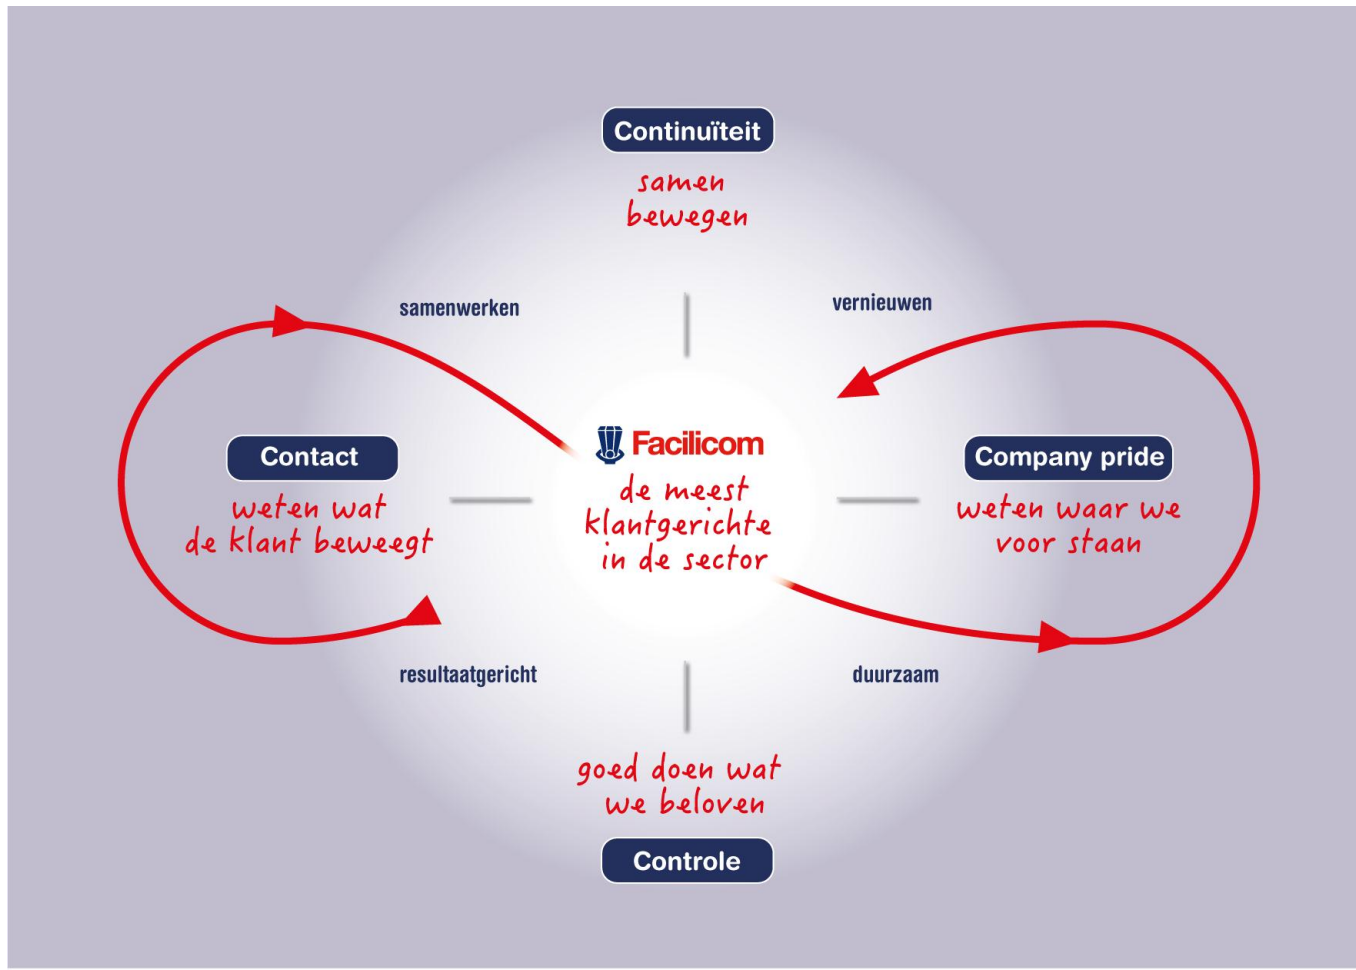 Continuïteit
samen
bewegen
samenwerken
vernieuwen
Contact
weten wat
de klant beweegt
Facilicom
de meest
klantgerichte
in de sector
Company pride
weten waar we
voor staan
resultaatgericht
duurzaam
goed doen wat
we beloven
Controle